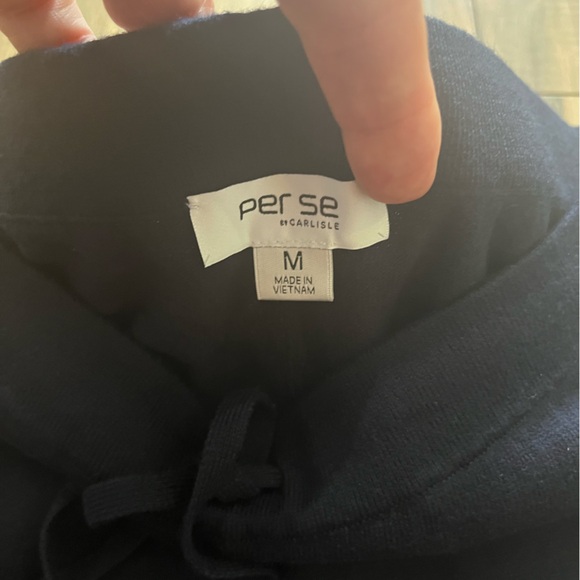 per se
BY CARLISLE
M
MADE IN
VIETNAM